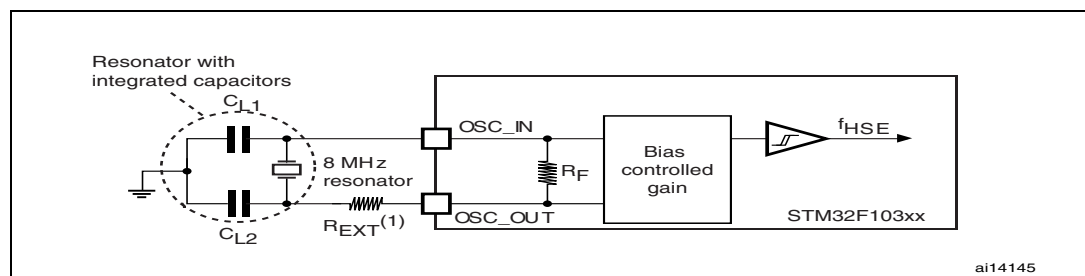 Resonator with
integrated capacitors
CL1
OSC_IN
fHSE
8 MHz
resonator
RF
Bias
controlled
gain
REXT(1)
OSC_OUT
STM32F103xx
CL2
ai14145